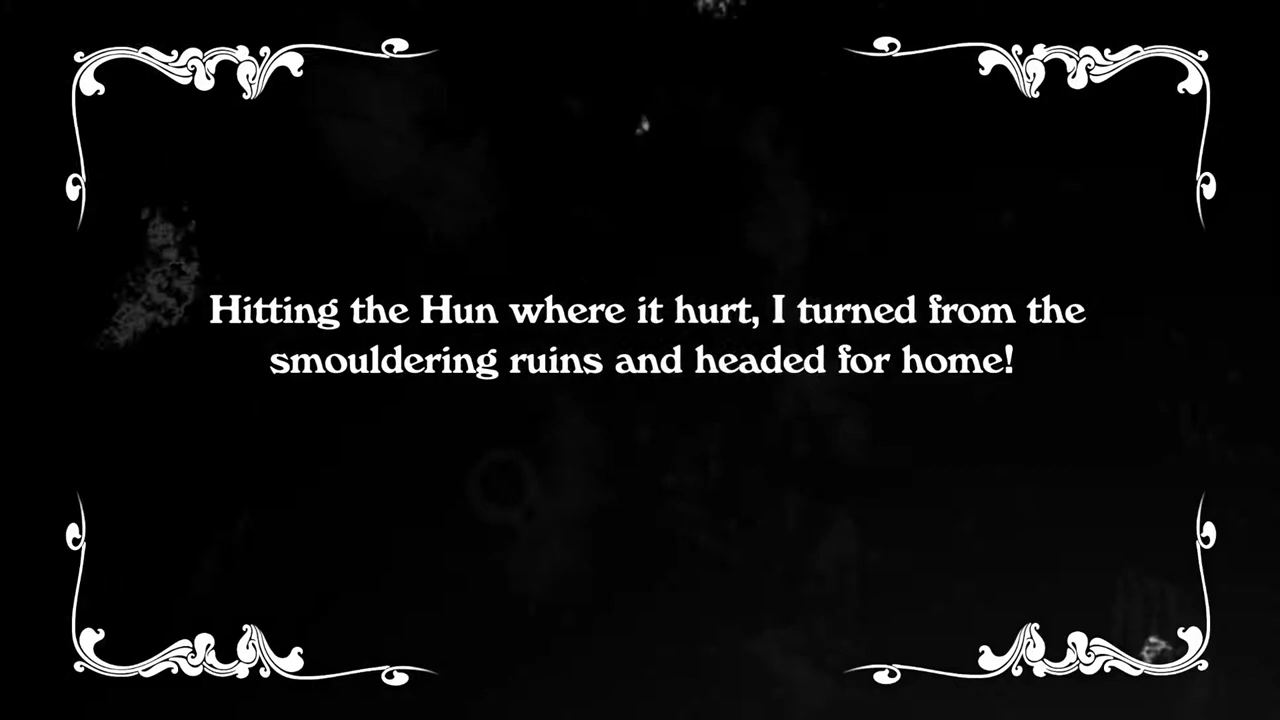 Hitting the Hun where it hurt, I turned from the
smouldering ruins and headed for home!